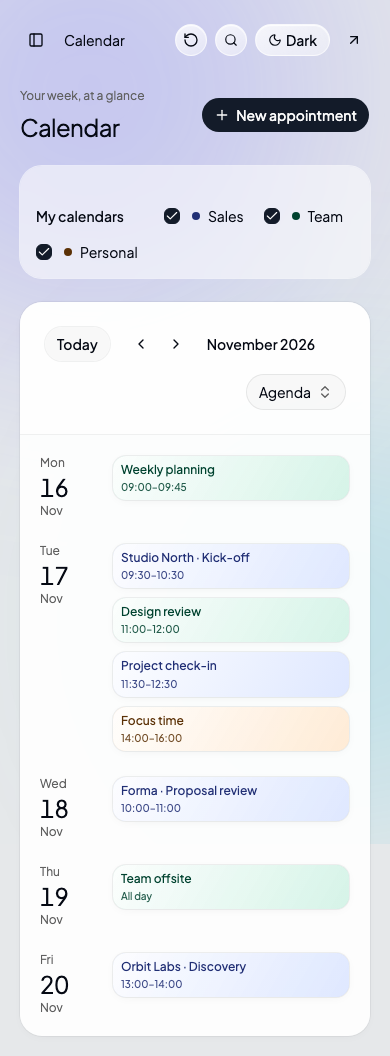 Calendar
Dark
Your week, at a glance
Calendar
New appointment
My calendars
Sales
Team
Personal
Today
November 2026
Agenda
Mon
16
Nov
Weekly planning
09:00–09:45
Tue
17
Nov
Studio North · Kick-off
09:30–10:30
Design review
11:00–12:00
Project check-in
11:30–12:30
Focus time
14:00–16:00
Wed
18
Nov
Forma · Proposal review
10:00–11:00
Thu
19
Nov
Team offsite
All day
Fri
20
Nov
Orbit Labs · Discovery
13:00–14:00